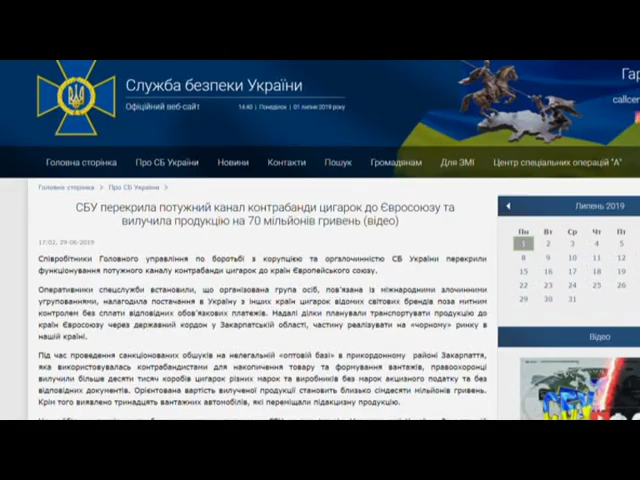 Служба безпеки України
Офіційний веб-сайт
14:40 | Понеділок | 01 липня 2019 року
Гар
callcen
Головна сторінка Про СБ України Новини Контакти Пошук Громадянам Для ЗМІ Центр спеціальних операцій "А"
Головна сторінка > Про СБ України >
СБУ перекрила потужний канал контрабанди цигарок до Євросоюзу та
вилучила продукцію на 70 мільйонів гривень (відео)
17:02, 29-06-2019
Співробітники Головного управління по боротьбі з корупцією та оргзлочинністю СБ України перекрили
функціонування потужного каналу контрабанди цигарок до країн Європейського союзу.
Оперативники спецслужби встановили, що організована група осіб, пов'язана із міжнародними злочинними
угрупованнями, налагодила постачання в Україну з інших країн цигарок відомих світових брендів поза митним
контролем без сплати відповідних обов'язкових платежів. Надалі ділки планували транспортувати продукцію до
країн Євросоюзу через державний кордон у Закарпатській області, частину реалізувати на «чорному» ринку в
нашій країні.
Під час проведення санкціонованих обшуків на нелегальній «оптовій базі» в прикордонному районі Закарпаття,
яка використовувалась контрабандистами для накопичення товару та формування вантажів, правоохоронці
вилучили більше десяти тисяч коробів цигарок різних марок та виробників без марок акцизного податку та без
відповідних документів. Орієнтована вартість вилученої продукції становить близько сімдесяти мільйонів гривень.
Крім того виявлено тринадцять вантажних автомобілів, які переміщали підакцизну продукцію.
Липень 2019
Пн Вт Ср Чт П
1 2 3 4 5
8 9 10 11 12
15 16 17 18 19
22 23 24 25 26
29 30 31
Відео